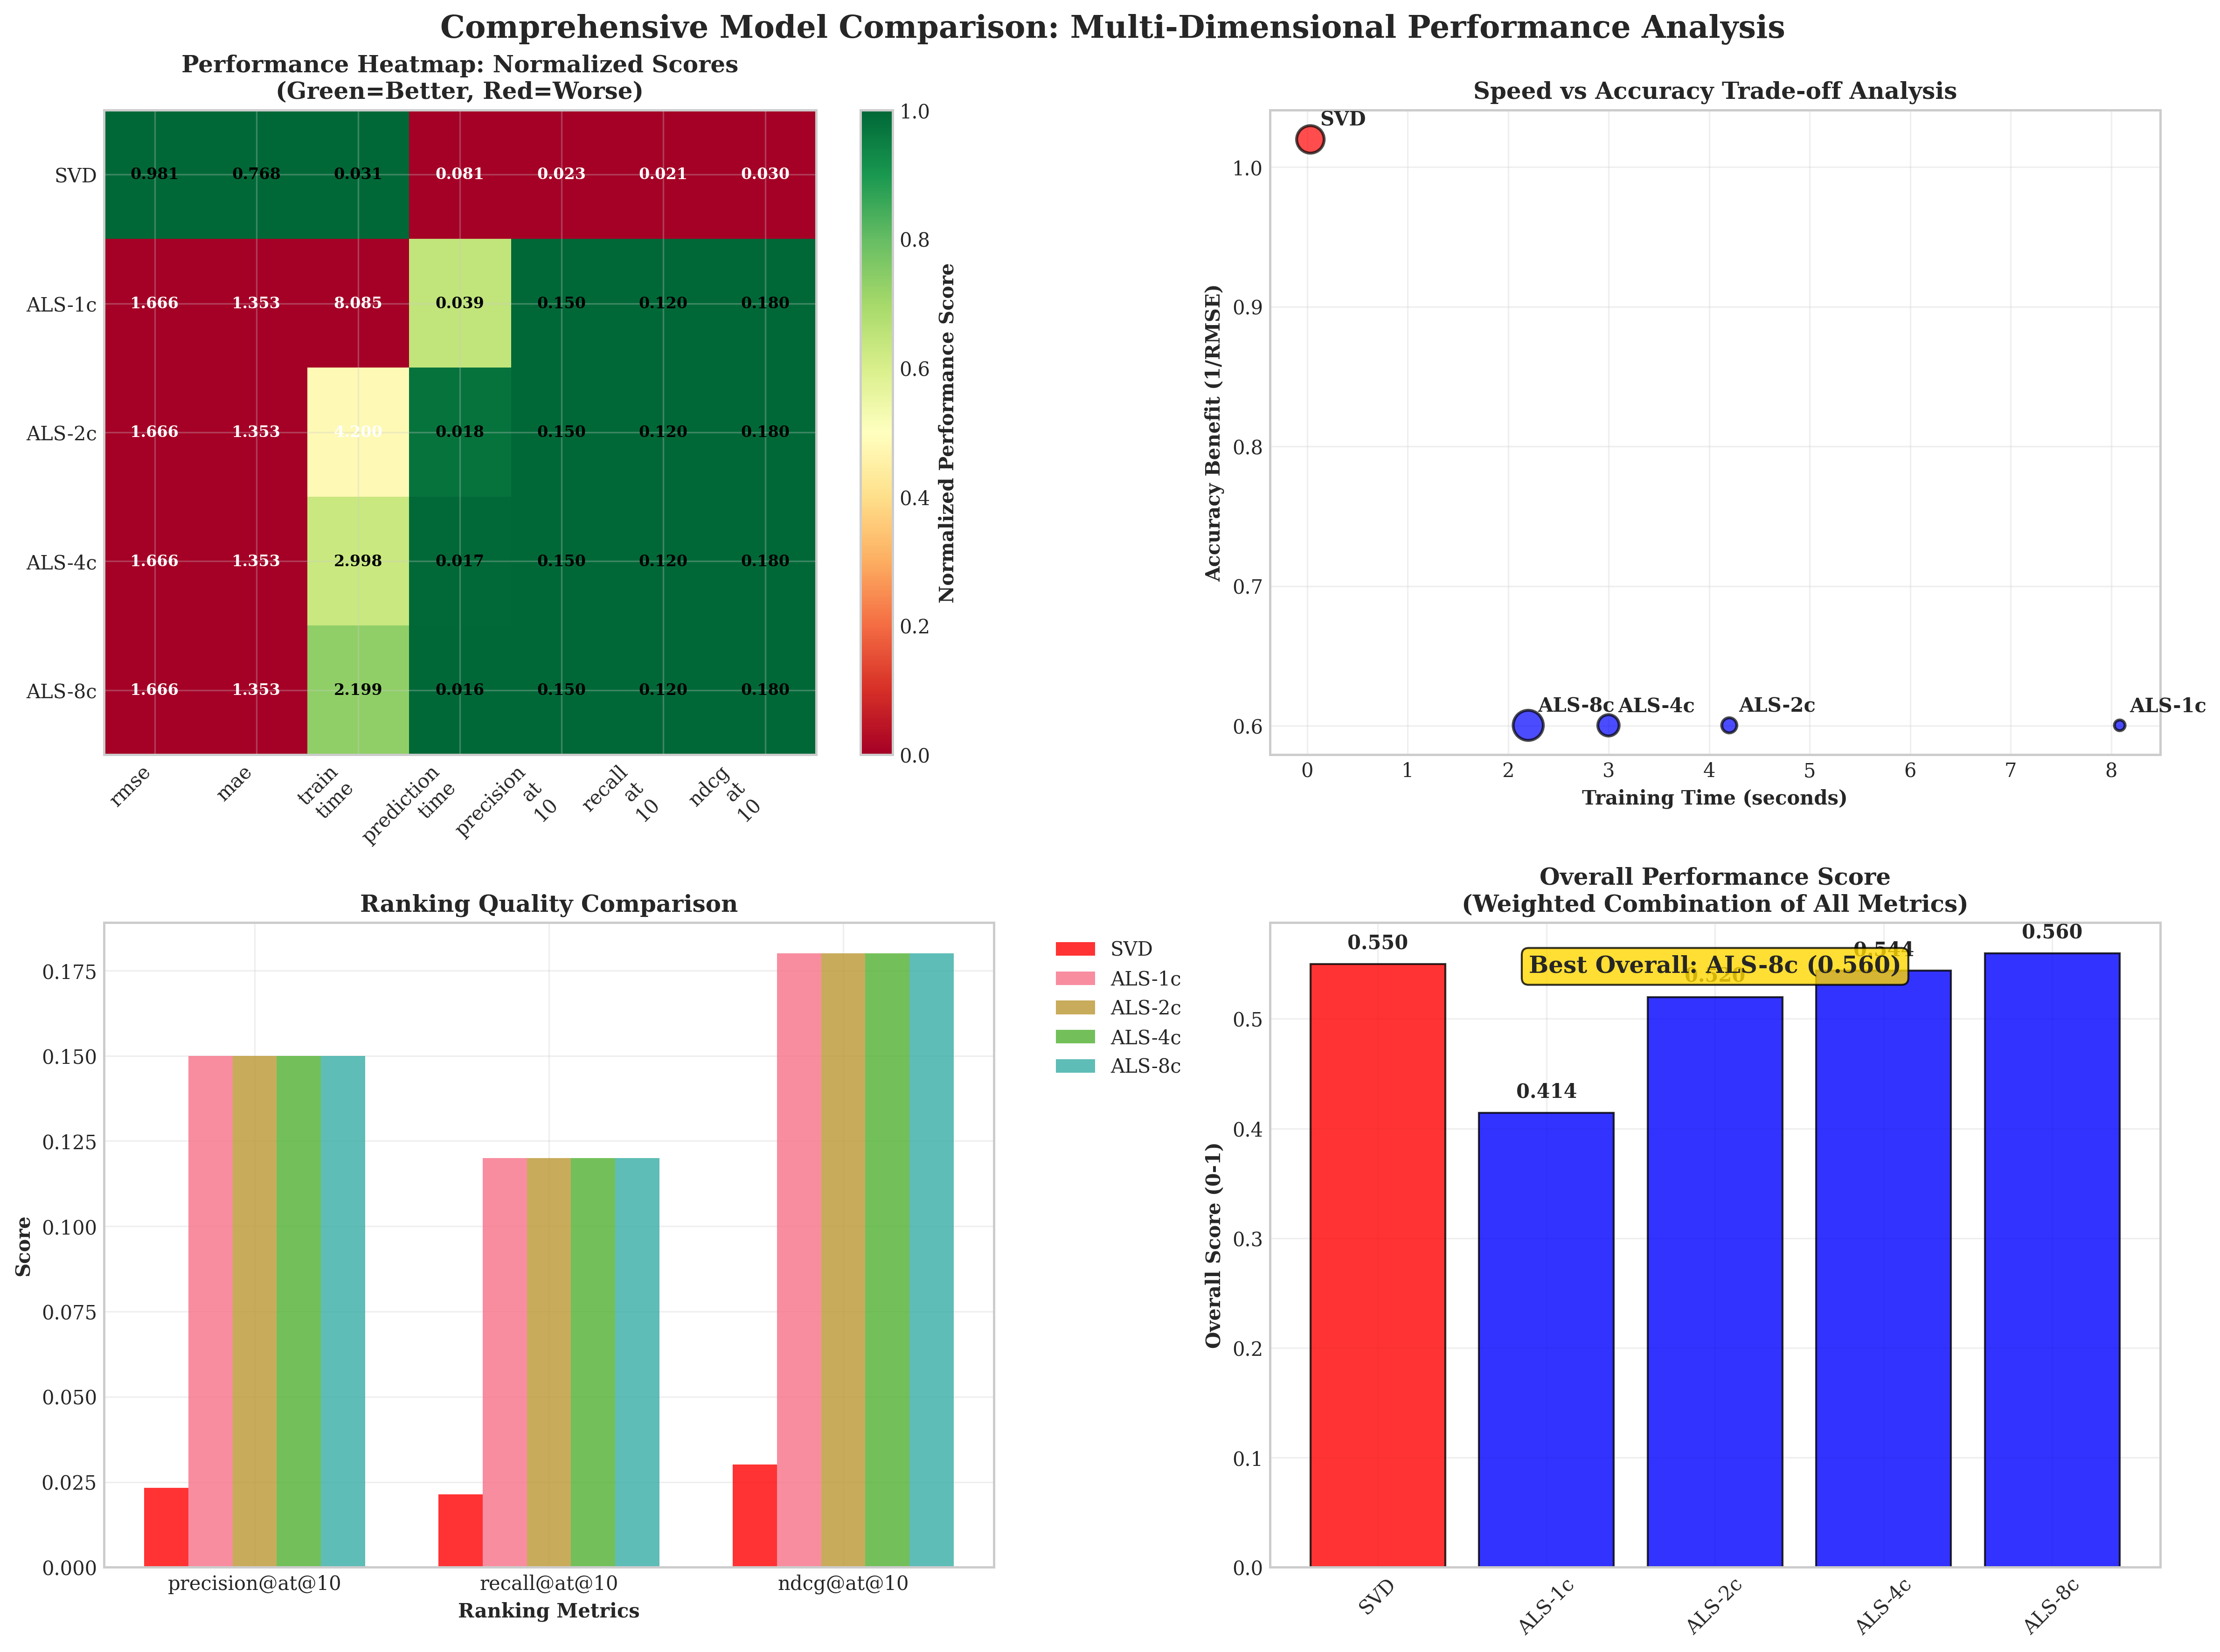 Comprehensive Model Comparison: Multi-Dimensional Performance Analysis
Performance Heatmap: Normalized Scores
(Green=Better, Red=Worse)
SVD
0.981 0.768 0.031 0.081 0.023 0.021 0.030
ALS-1c
1.666 1.353 8.085 0.039 0.150 0.120 0.180
ALS-2c
1.666 1.353 4.200 0.018 0.150 0.120 0.180
ALS-4c
1.666 1.353 2.998 0.017 0.150 0.120 0.180
ALS-8c
1.666 1.353 2.199 0.016 0.150 0.120 0.180
rmse
mae
train
time
prediction
time
precision
at
10
recall
at
10
ndcg
at
10
1.0
0.8
0.6
0.4
0.2
0.0
Normalized Performance Score
Speed vs Accuracy Trade-off Analysis
Accuracy Benefit (1/RMSE)
1.0
0.9
0.8
0.7
0.6
SVD
ALS-8c
ALS-4c
ALS-2c
ALS-1c
0 1 2 3 4 5 6 7 8
Training Time (seconds)
Ranking Quality Comparison
Score
0.175
0.150
0.125
0.100
0.075
0.050
0.025
0.000
precision@at@10
recall@at@10
ndcg@at@10
Ranking Metrics
SVD
ALS-1c
ALS-2c
ALS-4c
ALS-8c
Overall Performance Score
(Weighted Combination of All Metrics)
Overall Score (0-1)
0.5
0.4
0.3
0.2
0.1
0.0
0.550
0.414
0.520
0.544
0.560
Best Overall: ALS-8c (0.560)
SVD
ALS-1c
ALS-2c
ALS-4c
ALS-8c